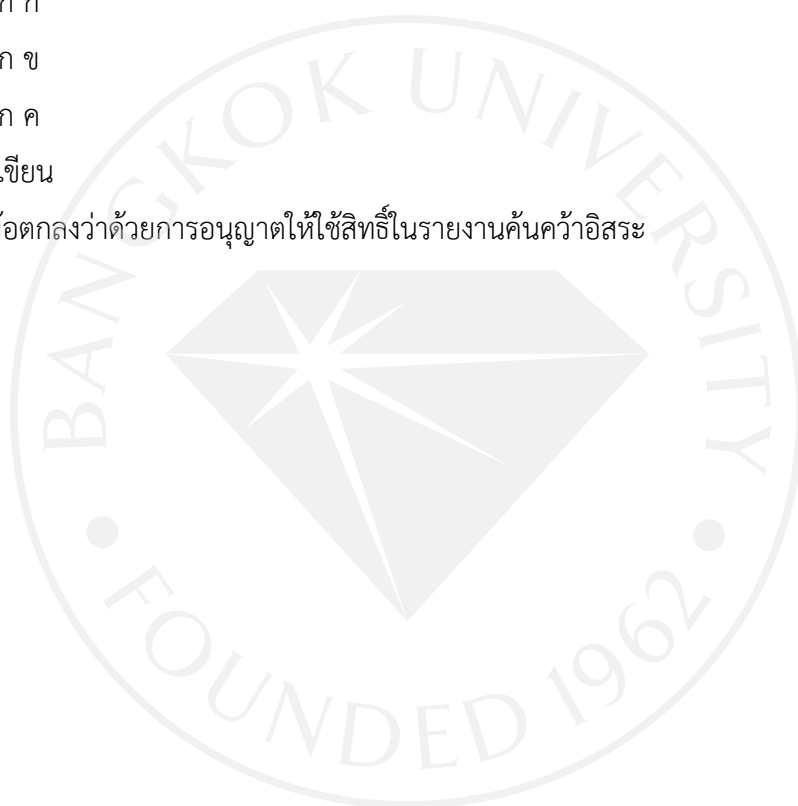 ก ก
ก ข
ก ค
เขียน
้อตกลงว่าด้วยการอนุญาตให้ใช้สิทธิ์ในรายงานค้นคว้าอิสระ
BANGKOK UNIVERSITY
FOUNDED 1962